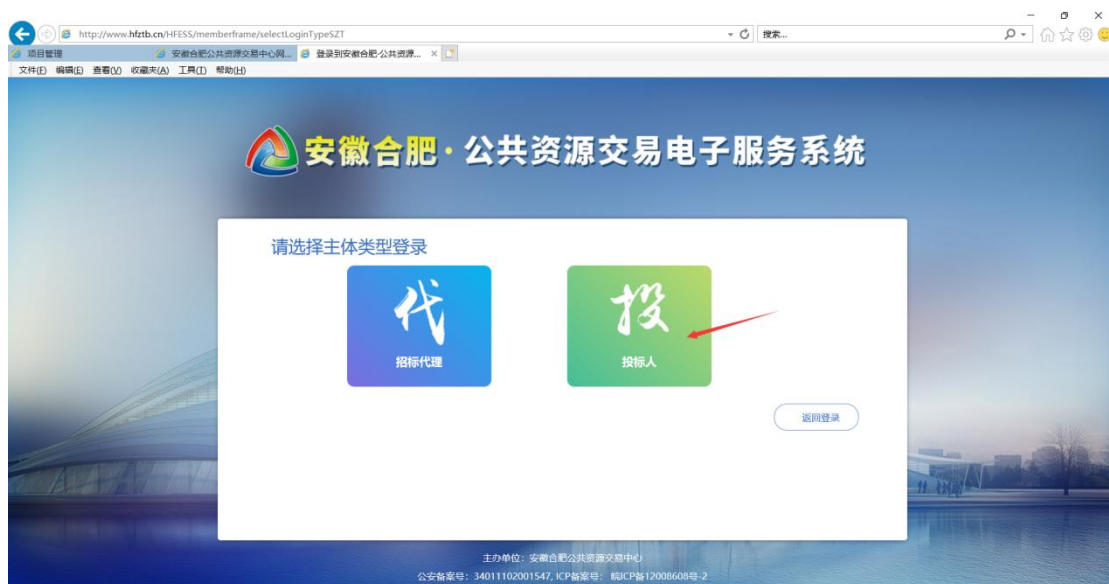 http://www.hfztb.cn/HFESS/memberframe/selectLoginTypeSZT
搜索...
项目管理
安徽合肥公共资源交易中心网...
登录到安徽合肥·公共资源...
文件(F) 编辑(E) 查看(V) 收藏夹(A) 工具(T) 帮助(H)
安徽合肥·公共资源交易电子服务系统
请选择主体类型登录
代
投
招标代理
投标人
返回登录
主办单位：安徽合肥公共资源交易中心
公安备案号：34011102001547, ICP备案号： 皖ICP备12008608号-2